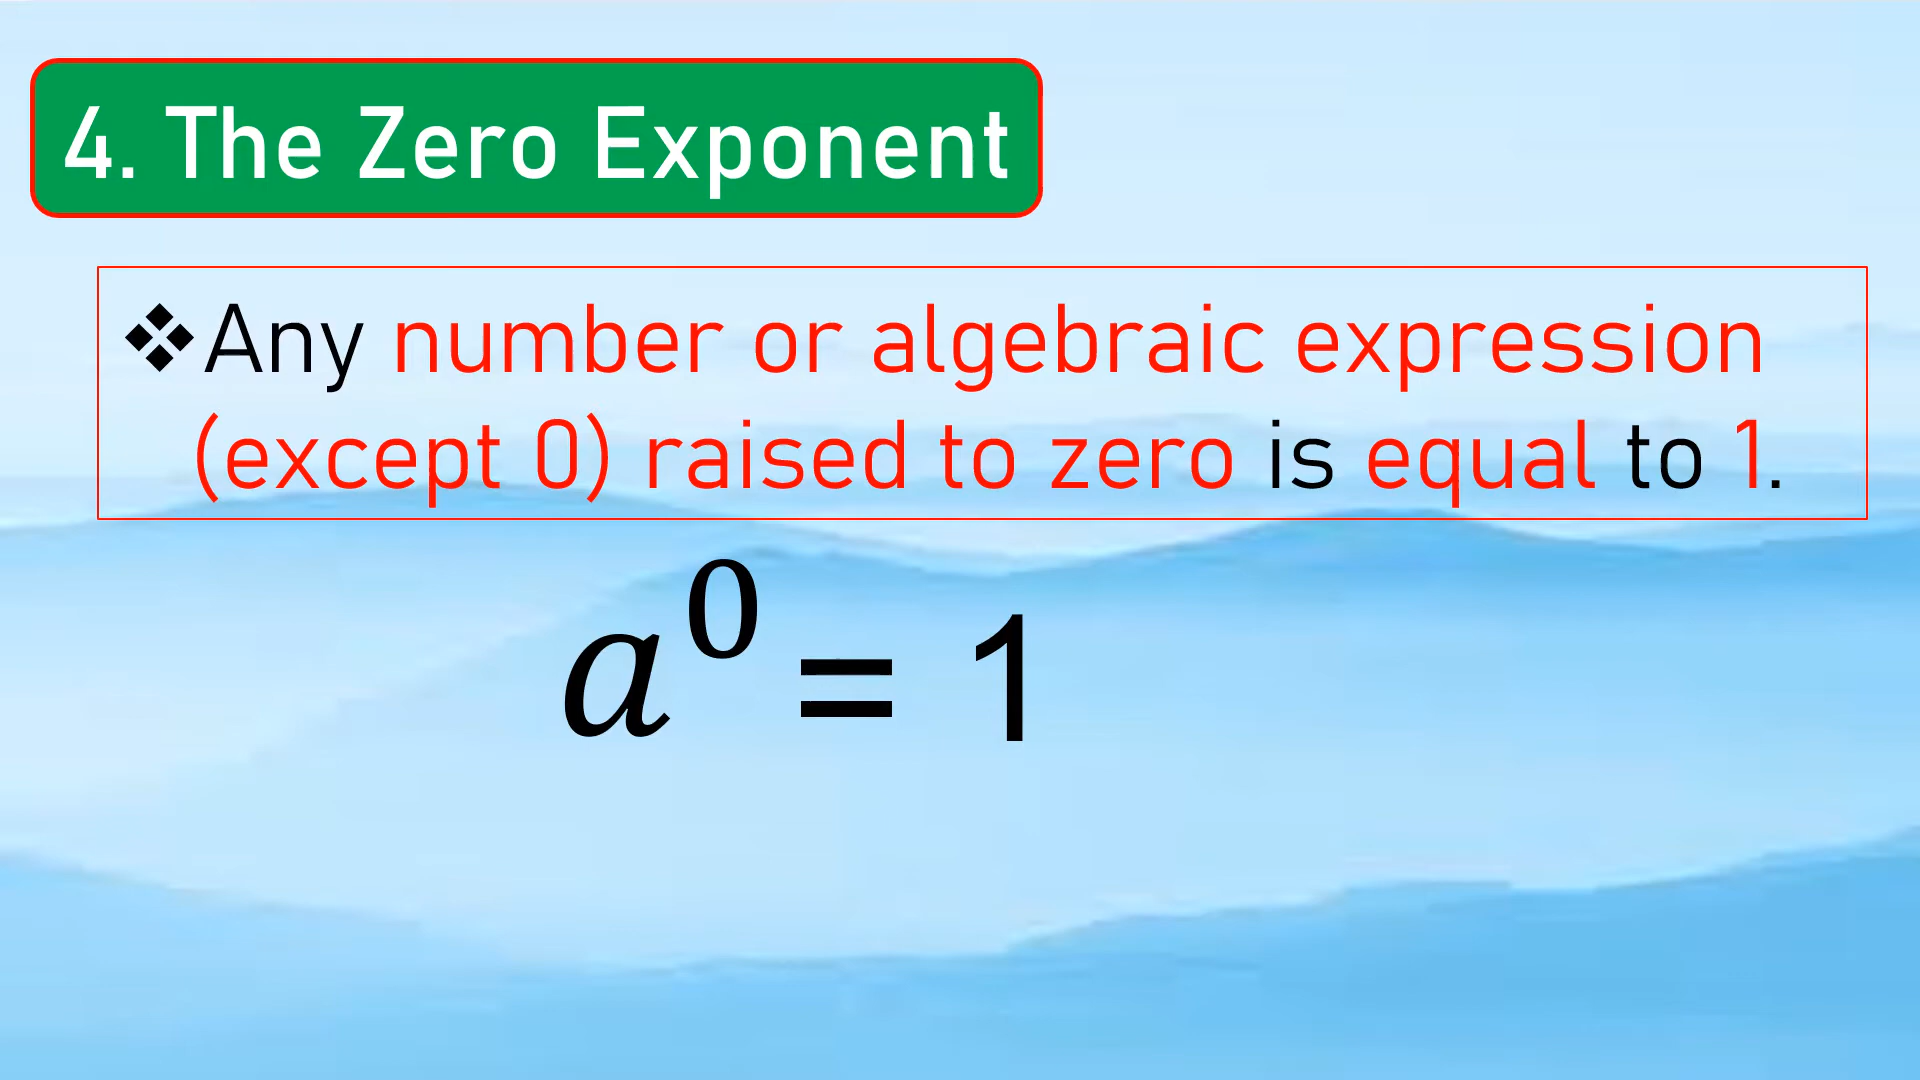 4. The Zero Exponent
❖Any number or algebraic expression
(except 0) raised to zero is equal to 1.
a⁰ = 1